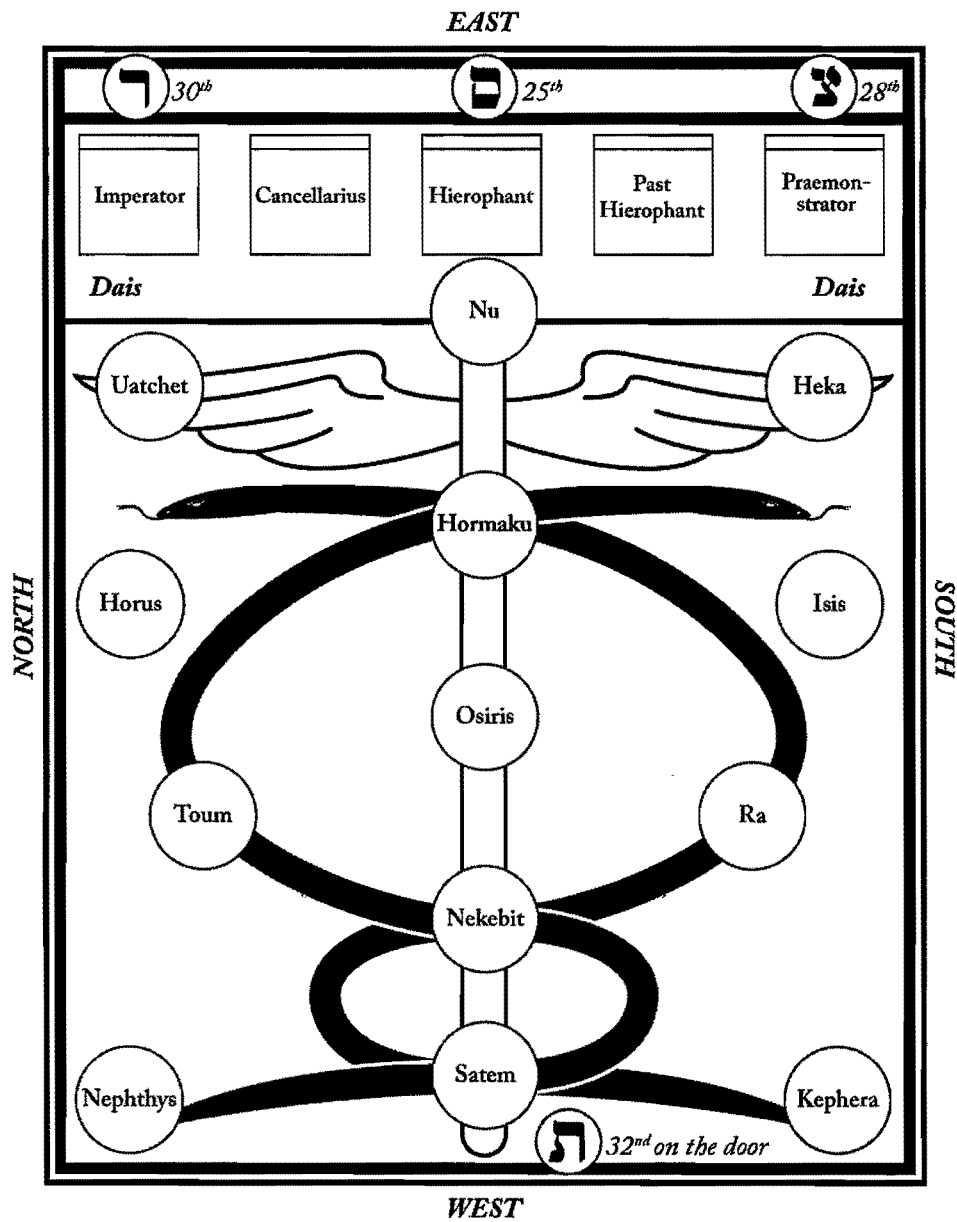 EAST
ר 30th
ס 25th
צ 28th
Imperator
Cancellarius
Hierophant
Past
Hierophant
Praemon-
strator
Dais
Dais
Nu
Uatchet
Heka
Hormaku
NORTH
Horus
Isis
SOUTH
Osiris
Toum
Ra
Nekebit
Satem
Nephthys
Kephera
ת 32nd on the door
WEST